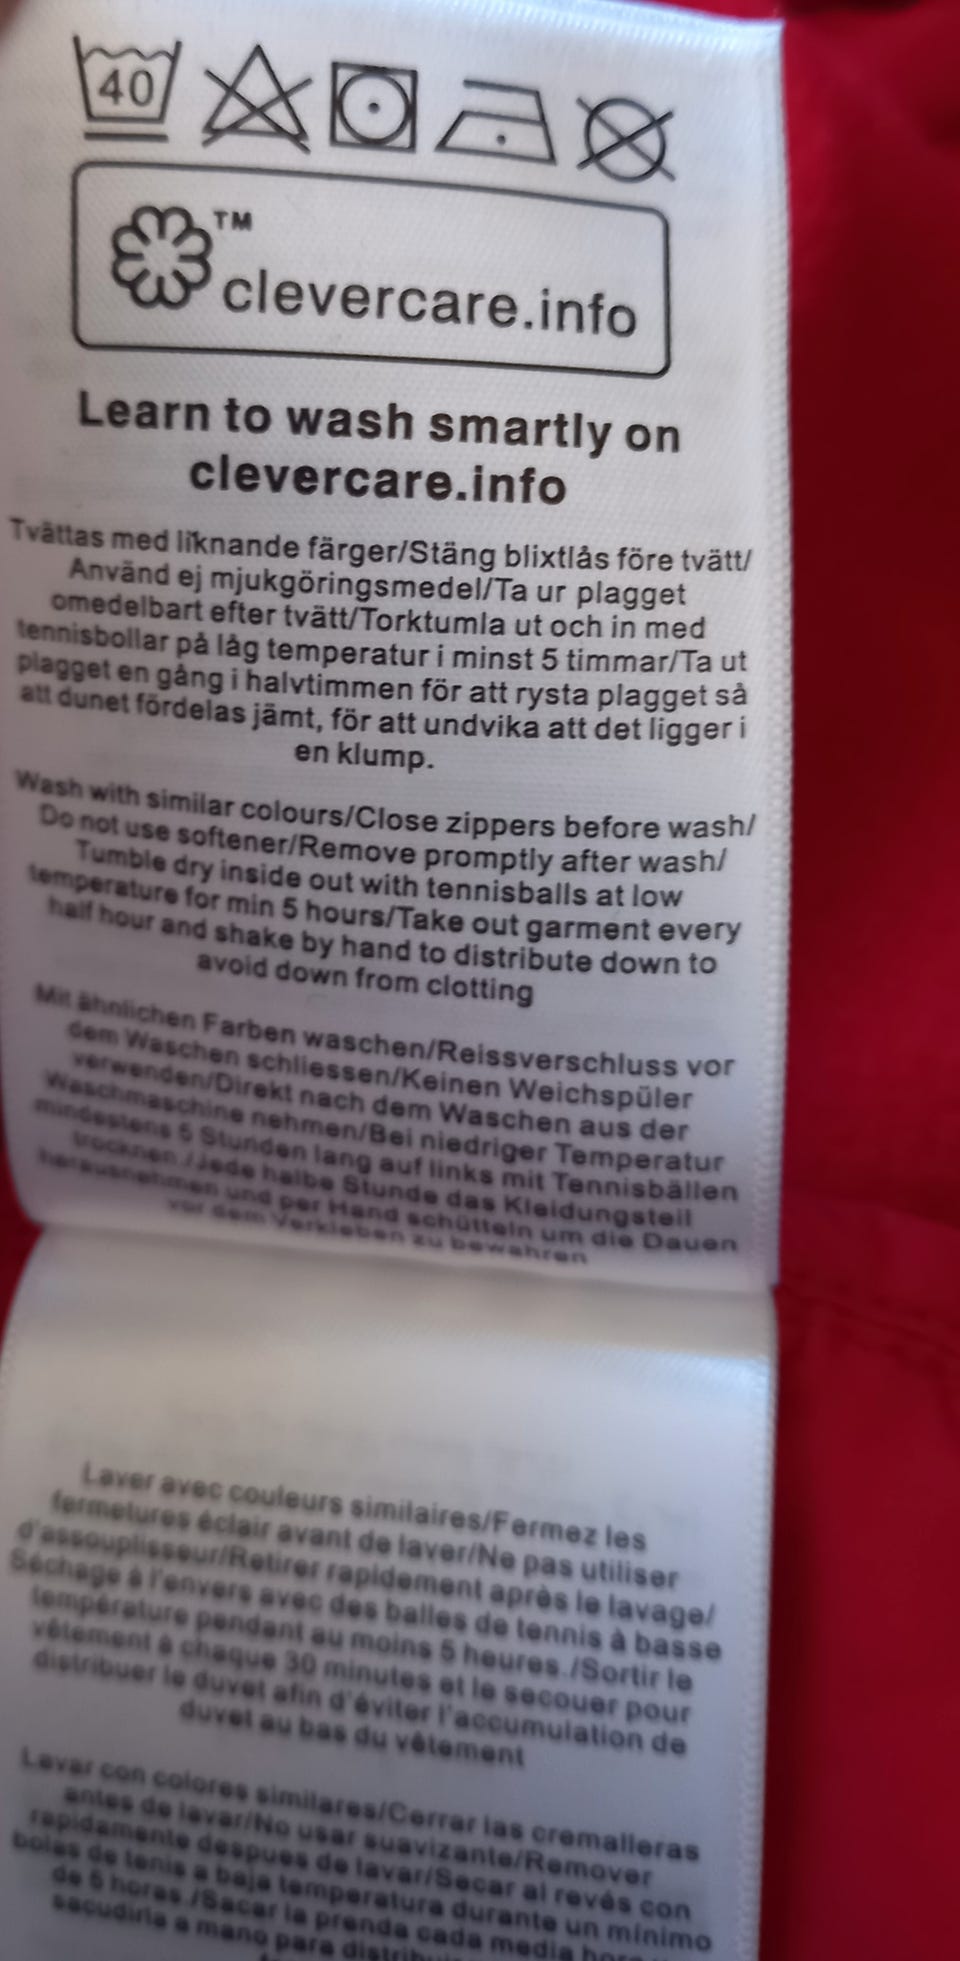 40
TM
clevercare.info
Learn to wash smartly on
clevercare.info
Tvättas med liknande färger/Stäng blixtlås före tvätt/
Använd ej mjukgöringsmedel/Ta ur plagget
omedelbart efter tvätt/Torktumla ut och in med
tennisbollar på låg temperatur i minst 5 timmar/Ta ut
plagget en gång i halvtimmen för att rysta plagget så
att dunet fördelas jämt, för att undvika att det ligger i
en klump.
Wash with similar colours/Close zippers before wash/
Do not use softener/Remove promptly after wash/
Tumble dry inside out with tennisballs at low
temperature for min 5 hours/Take out garment every
half hour and shake by hand to distribute down to
avoid down from clotting
Mit ähnlichen Farben waschen/Reissverschluss vor
dem Waschen schliessen/Keinen Weichspüler
verwenden/Direkt nach dem Waschen aus der
Waschmaschine nehmen/Bei niedriger Temperatur
mindestens 5 Stunden lang auf links mit Tennisbällen
trocknen./Jede halbe Stunde das Kleidungsteil
herausnehmen und per Hand schütteln um die Dauen
vor dem Verkleben zu bewahren
Laver avec couleurs similaires/Fermez les
fermetures éclair avant de laver/Ne pas utiliser
d'assouplisseur/Retirer rapidement après le lavage/
Séchage à l'envers avec des balles de tennis à basse
température pendant au moins 5 heures./Sortir le
vêtement à chaque 30 minutes et le secouer pour
distribuer le duvet afin d'éviter l'accumulation de
duvet au bas du vêtement
Lavar con colores similares/Cerrar las cremalleras
antes de lavar/No usar suavizante/Remover
rapidamente despues de lavar/Secar al revés con
bolas de tenis a baja temperatura durante un mínimo
de 5 horas./Sacar la prenda cada media
sacudirla a mano para